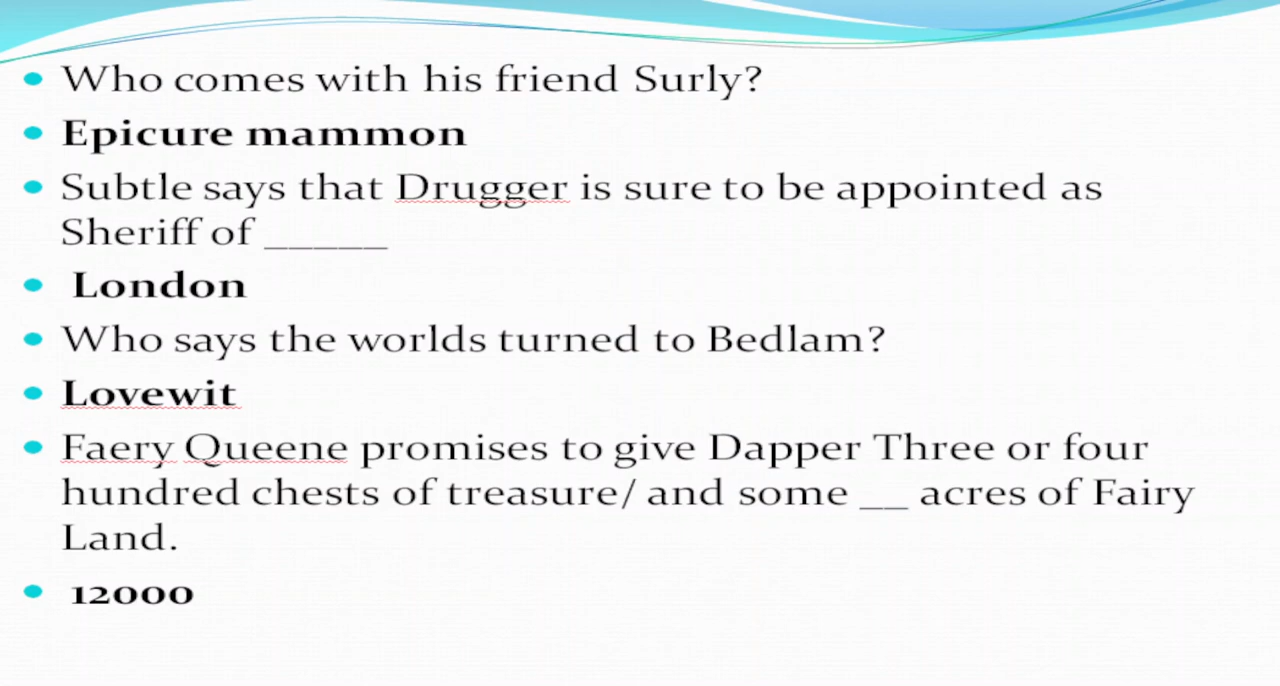 Who comes with his friend Surly?
Epicure mammon
Subtle says that Drugger is sure to be appointed as
Sheriff of _____
London
Who says the worlds turned to Bedlam?
Lovewit
Faery Queene promises to give Dapper Three or four
hundred chests of treasure/ and some __ acres of Fairy
Land.
12000